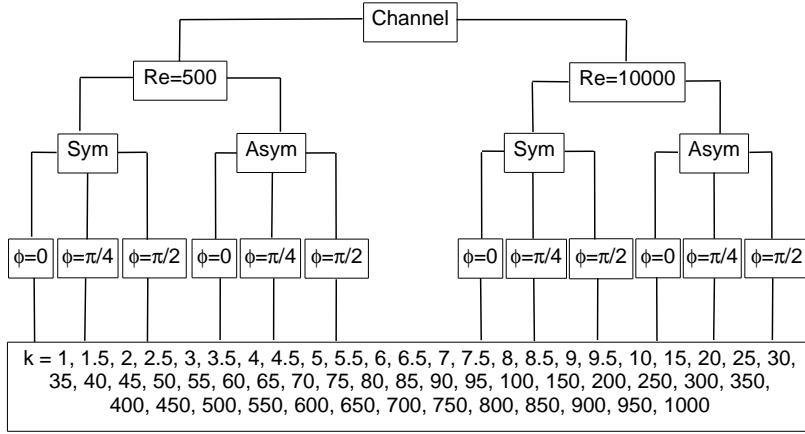 Channel
Re=500
Re=10000
Sym
Asym
Sym
Asym
ϕ=0
ϕ=π/4
ϕ=π/2
ϕ=0
ϕ=π/4
ϕ=π/2
ϕ=0
ϕ=π/4
ϕ=π/2
ϕ=0
ϕ=π/4
ϕ=π/2
k = 1, 1.5, 2, 2.5, 3, 3.5, 4, 4.5, 5, 5.5, 6, 6.5, 7, 7.5, 8, 8.5, 9, 9.5, 10, 15, 20, 25, 30,
35, 40, 45, 50, 55, 60, 65, 70, 75, 80, 85, 90, 95, 100, 150, 200, 250, 300, 350,
400, 450, 500, 550, 600, 650, 700, 750, 800, 850, 900, 950, 1000